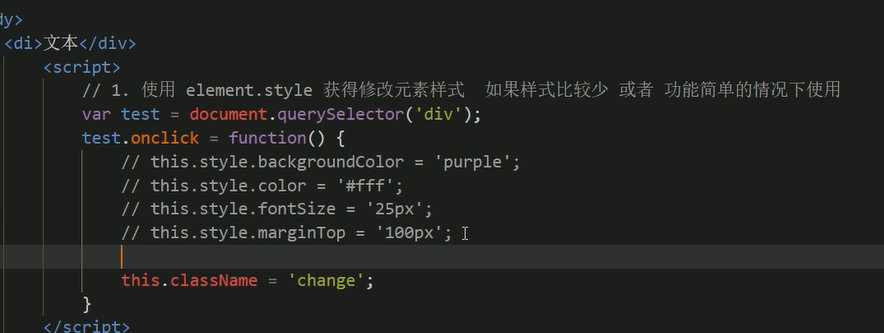 dy>
<di>文本</div>
<script>
// 1. 使用 element.style 获得修改元素样式  如果样式比较少 或者 功能简单的情况下使用
var test = document.querySelector('div');
test.onclick = function() {
// this.style.backgroundColor = 'purple';
// this.style.color = '#fff';
// this.style.fontSize = '25px';
// this.style.marginTop = '100px';
this.className = 'change';
}
</script>